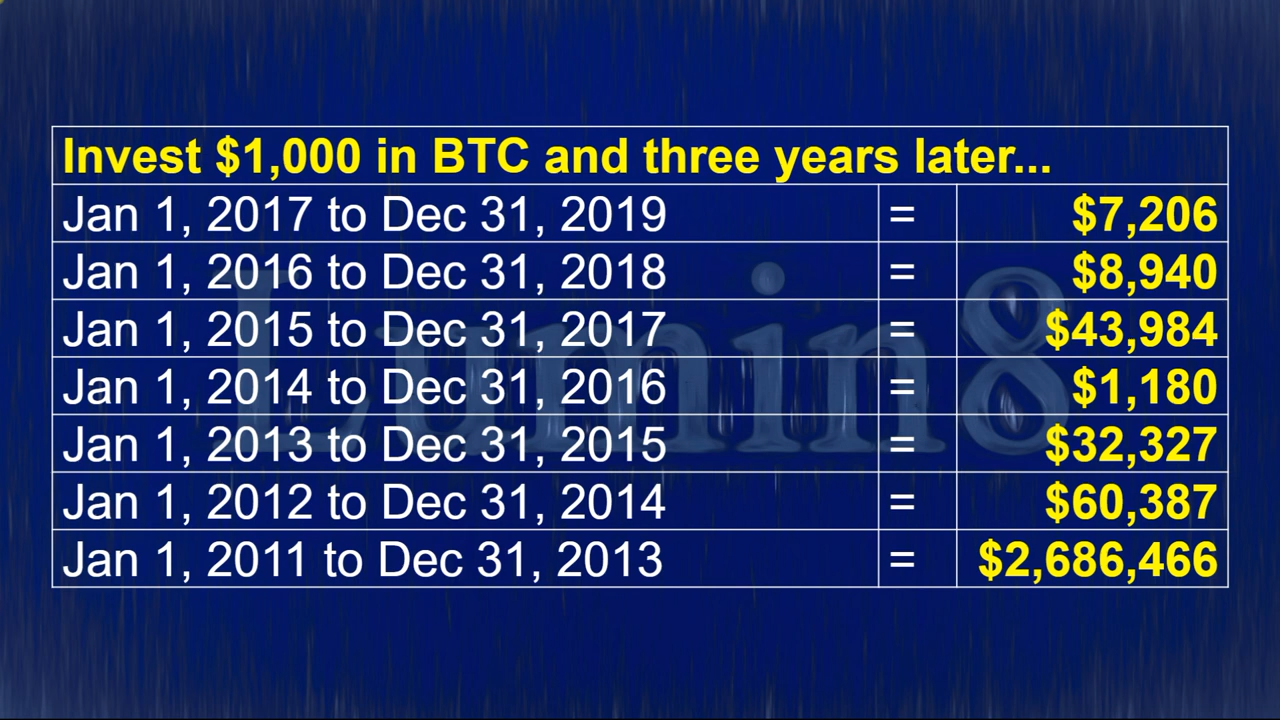 Invest $1,000 in BTC and three years later...
Jan 1, 2017 to Dec 31, 2019 = $7,206
Jan 1, 2016 to Dec 31, 2018 = $8,940
Jan 1, 2015 to Dec 31, 2017 = $43,984
Jan 1, 2014 to Dec 31, 2016 = $1,180
Jan 1, 2013 to Dec 31, 2015 = $32,327
Jan 1, 2012 to Dec 31, 2014 = $60,387
Jan 1, 2011 to Dec 31, 2013 = $2,686,466
Lumin8